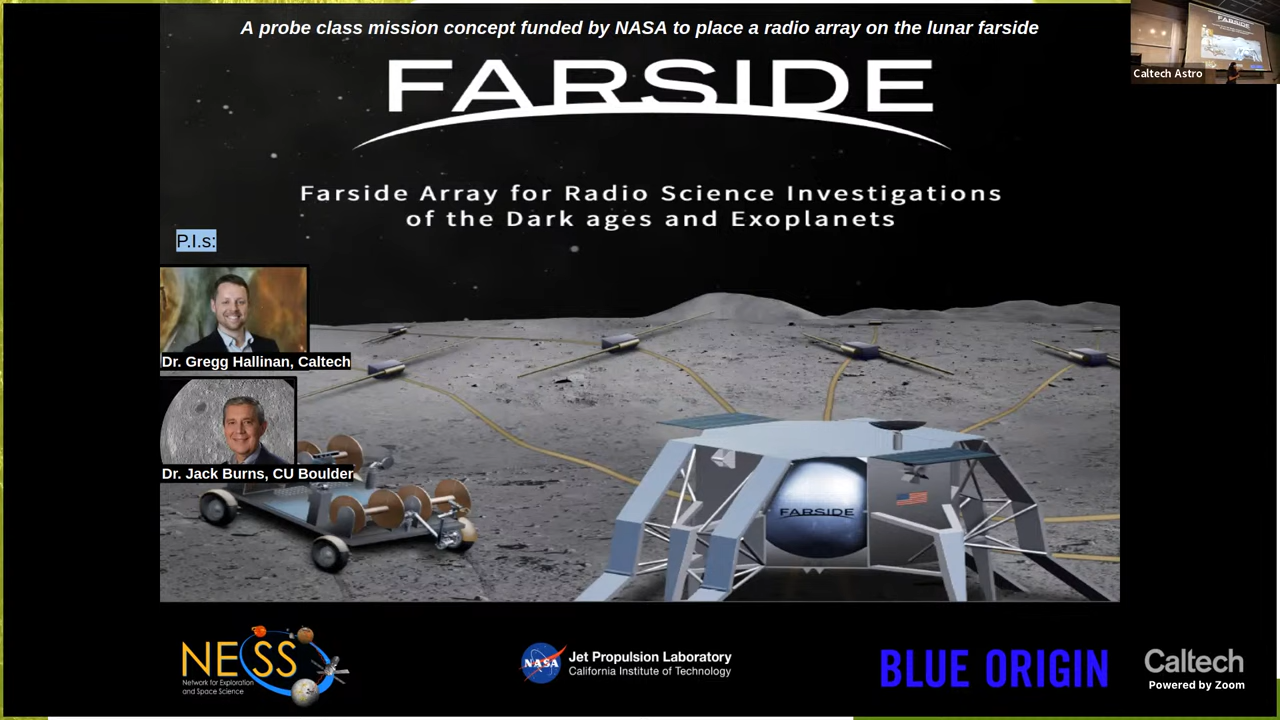 A probe class mission concept funded by NASA to place a radio array on the lunar farside
FARSIDE
Caltech Astro
Farside Array for Radio Science Investigations
of the Dark ages and Exoplanets
P.I.s:
Dr. Gregg Hallinan, Caltech
Dr. Jack Burns, CU Boulder
FARSIDE
NESS
Network for Exploration
and Space Science
NASA
Jet Propulsion Laboratory
California Institute of Technology
BLUE ORIGIN
Caltech
Powered by Zoom